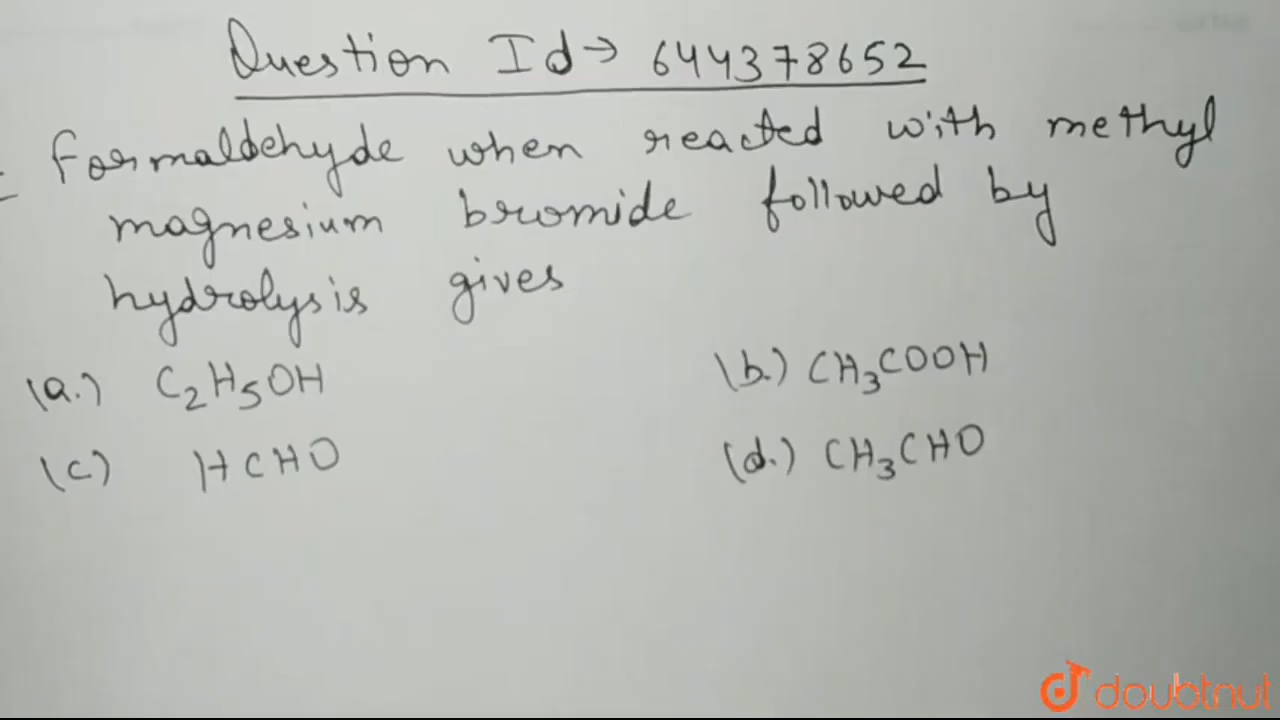 Question Id→ 644378652
Formaldehyde when reacted with methyl
magnesium bromide followed by
hydrolysis gives
(a.) C₂H₅OH (b.) CH₃COOH
(c) HCHO (d.) CH₃CHO
doubtnut